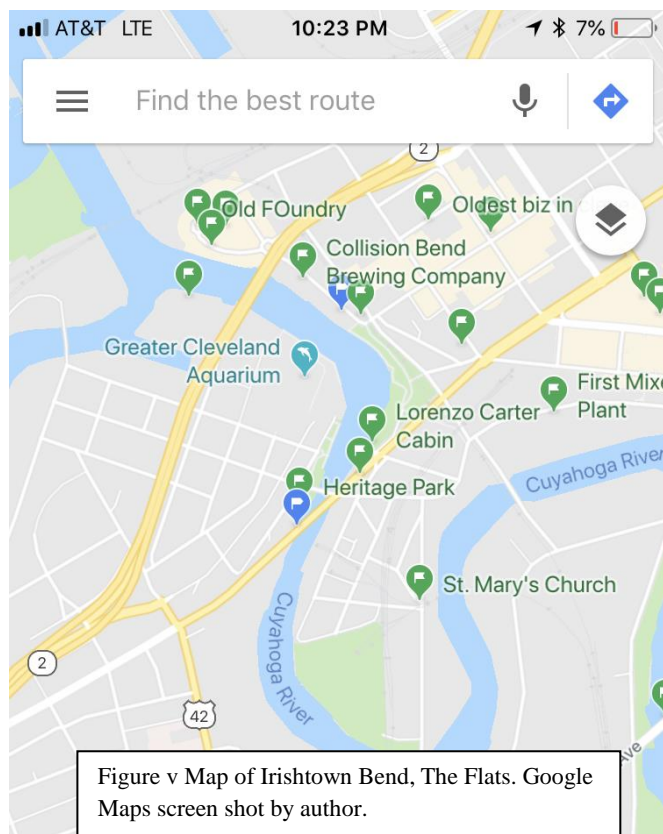 AT&T LTE 10:23 PM 7%
Find the best route
2
Old FOundry
Oldest biz in
Collision Bend
Brewing Company
Greater Cleveland
Aquarium
First Mixe
Plant
Lorenzo Carter
Cabin
Cuyahoga River
Heritage Park
St. Mary's Church
Cuyahoga River
2
42
Ave
Figure v Map of Irishtown Bend, The Flats. Google
Maps screen shot by author.